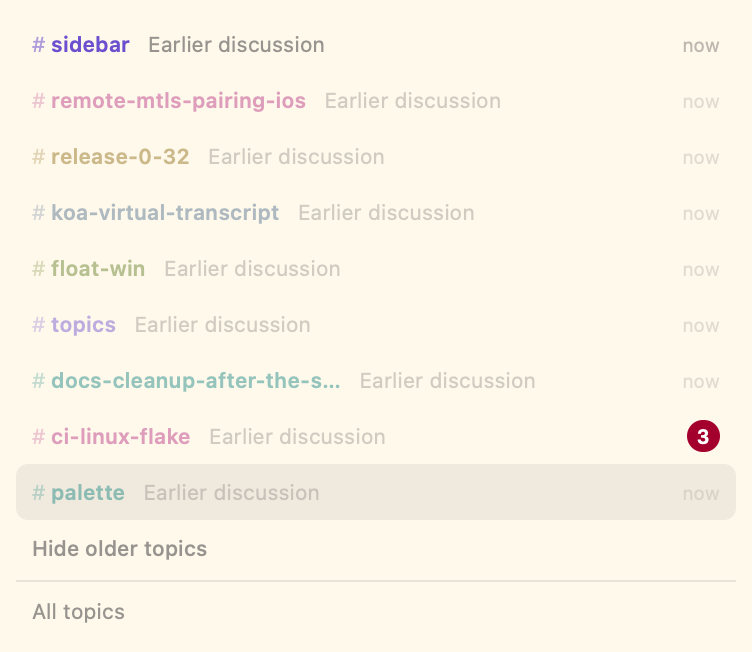 # sidebar Earlier discussion now
# remote-mtls-pairing-ios Earlier discussion now
# release-0-32 Earlier discussion now
# koa-virtual-transcript Earlier discussion now
# float-win Earlier discussion now
# topics Earlier discussion now
# docs-cleanup-after-the-s... Earlier discussion now
# ci-linux-flake Earlier discussion 3
# palette Earlier discussion now
Hide older topics
All topics